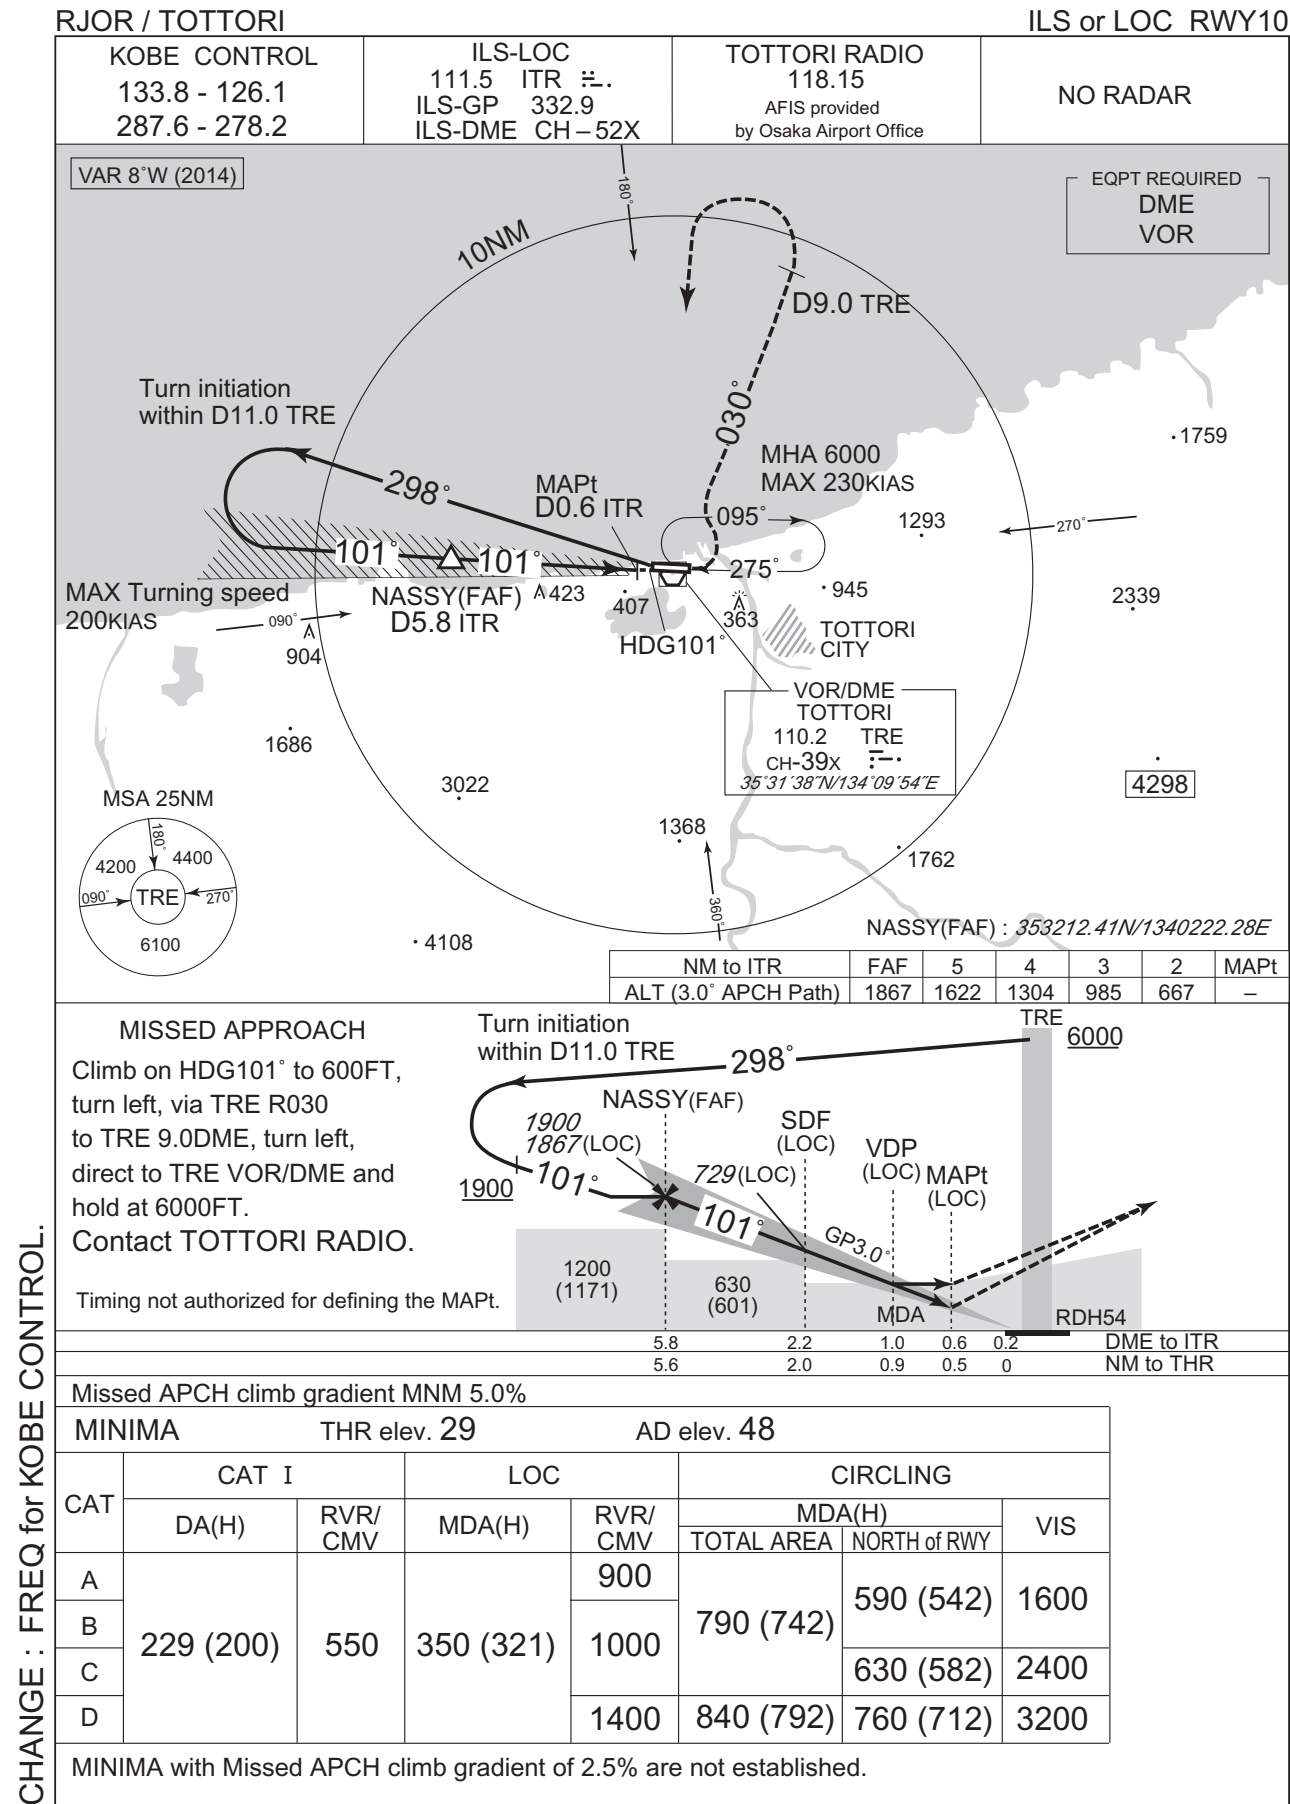 RJOR / TOTTORI
ILS or LOC RWY10
KOBE CONTROL
133.8 - 126.1
287.6 - 278.2
ILS-LOC
111.5 ITR
ILS-GP 332.9
ILS-DME CH – 52X
TOTTORI RADIO
118.15
AFIS provided
by Osaka Airport Office
NO RADAR
VAR 8˚W (2014)
EQPT REQUIRED
DME
VOR
180˚
10NM
D9.0 TRE
Turn initiation
within D11.0 TRE
030˚
1759
MHA 6000
MAX 230KIAS
298˚
MAPt
D0.6 ITR
095˚
1293
270˚
101˚
101˚
275˚
MAX Turning speed
200KIAS
NASSY(FAF)
D5.8 ITR
423
407
363
945
2339
090˚
904
HDG101˚
TOTTORI
CITY
VOR/DME
TOTTORI
110.2 TRE
CH-39X
35˚31´38˝N/134˚09´54˝E
1686
3022
4298
MSA 25NM
180˚
4200
4400
090˚
TRE
270˚
6100
1368
1762
360˚
4108
NASSY(FAF) : 353212.41N/1340222.28E
NM to ITR FAF 5 4 3 2 MAPt
ALT (3.0˚ APCH Path) 1867 1622 1304 985 667 –
MISSED APPROACH
Climb on HDG101˚ to 600FT,
turn left, via TRE R030
to TRE 9.0DME, turn left,
direct to TRE VOR/DME and
hold at 6000FT.
Contact TOTTORI RADIO.
Timing not authorized for defining the MAPt.
Turn initiation
within D11.0 TRE
298˚
TRE
6000
NASSY(FAF)
1900
1867(LOC)
SDF
(LOC)
729(LOC)
VDP
(LOC)
MAPt
(LOC)
1900
101˚
101˚
GP3.0˚
1200
(1171)
630
(601)
MDA
RDH54
5.8 2.2 1.0 0.6 0.2 DME to ITR
5.6 2.0 0.9 0.5 0 NM to THR
Missed APCH climb gradient MNM 5.0%
MINIMA THR elev. 29 AD elev. 48
CAT
CAT I
LOC
CIRCLING
DA(H)
RVR/
CMV
MDA(H)
RVR/
CMV
MDA(H)
TOTAL AREA
NORTH of RWY
VIS
A
B
C
D
229 (200)
550
350 (321)
900
1000
1400
790 (742)
840 (792)
590 (542)
630 (582)
760 (712)
1600
2400
3200
MINIMA with Missed APCH climb gradient of 2.5% are not established.
CHANGE : FREQ for KOBE CONTROL.